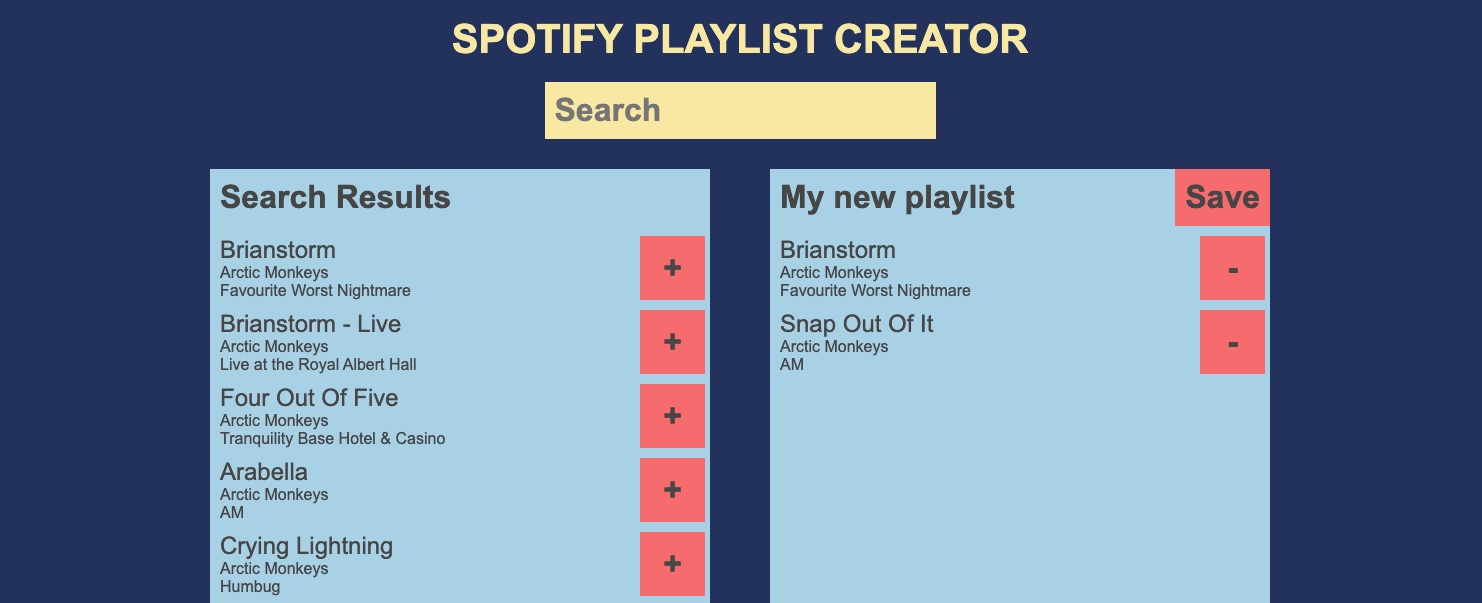 SPOTIFY PLAYLIST CREATOR
Search
Search Results
Brianstorm
Arctic Monkeys
Favourite Worst Nightmare
+
Brianstorm - Live
Arctic Monkeys
Live at the Royal Albert Hall
+
Four Out Of Five
Arctic Monkeys
Tranquility Base Hotel & Casino
+
Arabella
Arctic Monkeys
AM
+
Crying Lightning
Arctic Monkeys
Humbug
+
My new playlist
Save
Brianstorm
Arctic Monkeys
Favourite Worst Nightmare
-
Snap Out Of It
Arctic Monkeys
AM
-